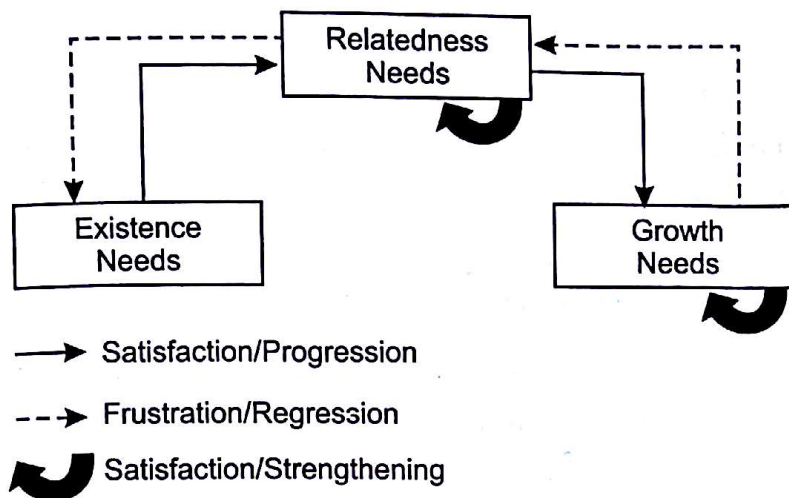 Relatedness
Needs
Existence
Needs
Growth
Needs
Satisfaction/Progression
Frustration/Regression
Satisfaction/Strengthening